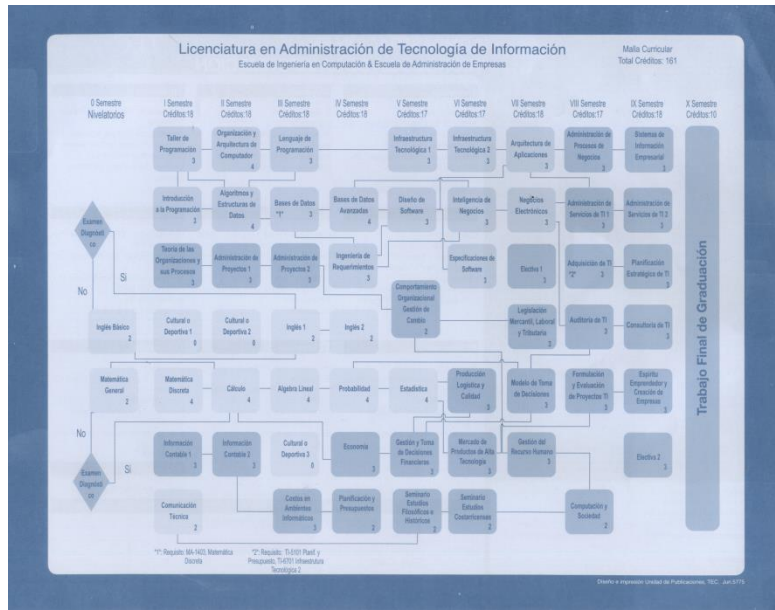 Licenciatura en Administración de Tecnología de Información
Escuela de Ingeniería en Computación & Escuela de Administración de Empresas
Malla Curricular
Total Créditos: 161
0 Semestre
Nivelatorios
I Semestre
Créditos:18
II Semestre
Créditos:18
III Semestre
Créditos:18
IV Semestre
Créditos:18
V Semestre
Créditos:17
VI Semestre
Créditos:17
VII Semestre
Créditos:18
VIII Semestre
Créditos:17
IX Semestre
Créditos:18
X Semestre
Créditos:10
Taller de
Programación
3
Organización y
Arquitectura de
Computador
4
Lenguaje de
Programación
3
Infraestructura
Tecnológica 1
3
Infraestructura
Tecnológica 2
3
Arquitectura de
Aplicaciones
3
Administración de
Procesos de
Negocios
3
Sistemas de
Información
Empresarial
3
Examen
Diagnósti
co
Introducción
a la Programación
3
Algoritmos y
Estructuras de
Datos
4
Bases de Datos
"1"
3
Bases de Datos
Avanzadas
4
Diseño de
Software
3
Inteligencia de
Negocios
3
Negocios
Electrónicos
3
Administración de
Servicios de TI 1
3
Administración de
Servicios de TI 2
3
Teoría de las
Organizaciones y
sus Procesos
3
Administración de
Proyectos 1
3
Administración de
Proyectos 2
3
Ingeniería de
Requerimientos
3
Especificaciones de
Software
3
Electiva 1
3
Adquisición de TI
"2"
3
Planificación
Estratégica de TI
3
No
Si
Comportamiento
Organizacional
Gestión de
Cambio
Legislación
Mercantil, Laboral
y Tributario
Inglés Básico
2
Cultural o
Deportiva 1
0
Cultural o
Deportiva 2
0
Inglés 1
2
Inglés 2
2
Auditoría de TI
3
Consultoría de TI
3
Matemática
General
2
Matemática
Discreta
4
Cálculo
4
Algebra Lineal
4
Probabilidad
4
Estadística
4
Producción
Logística y
Calidad
3
Modelo de Toma
de Decisiones
3
Formulación
y Evaluación
de Proyectos TI
3
Espíritu
Emprendedor y
Creación de
Empresas
3
No
Si
Examen
Diagnósti
co
Información
Contable 1
3
Información
Contable 2
3
Cultural o
Deportiva 3
0
Economía
3
Gestión y Toma
de Decisiones
Financieras
3
Mercadeo de
Productos de Alta
Tecnología
3
Gestión del
Recurso Humano
3
Electiva 2
3
Comunicación
Técnica
2
Costos en
Ambientes
Informáticos
3
Planificación y
Presupuestos
2
Seminario
Estudios
Filosóficos e
Históricos
2
Seminario
Estudios
Costarricenses
2
Computación y
Sociedad
2
Trabajo Final de Graduación
"1": Requisito: MA-1403, Matemática
Discreta
"2": Requisito: TI-5101 Planif. y
Presupuesto, TI-6701 Infraestrutura
Tecnológica 2
Diseño e impresión Unidad de Publicaciones, TEC.